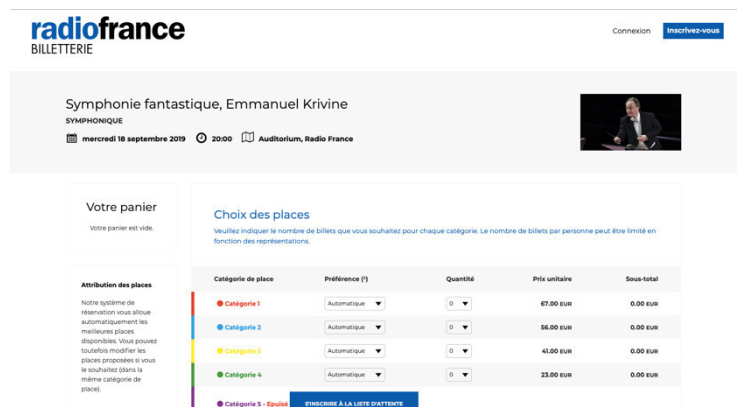 radiofrance
BILLETTERIE
Connexion
Inscrivez-vous
Symphonie fantastique, Emmanuel Krivine
SYMPHONIQUE
mercredi 18 septembre 2019 20:00 Auditorium, Radio France
Votre panier
Votre panier est vide.
Attribution des places
Notre système de
réservation vous alloue
automatiquement les
meilleures places
disponibles. Vous pouvez
toutefois modifier les
places proposées si vous
le souhaitez (dans la
même catégorie de
place).
Choix des places
Veuillez indiquer le nombre de billets que vous souhaitez pour chaque catégorie. Le nombre de billets par personne peut être limité en
fonction des représentations.
Catégorie de place Préférence (¹) Quantité Prix unitaire Sous-total
Catégorie 1 Automatique 0 67.00 EUR 0.00 EUR
Catégorie 2 Automatique 0 56.00 EUR 0.00 EUR
Catégorie 3 Automatique 0 41.00 EUR 0.00 EUR
Catégorie 4 Automatique 0 23.00 EUR 0.00 EUR
Catégorie 5 - Epuisé S'INSCRIRE À LA LISTE D'ATTENTE